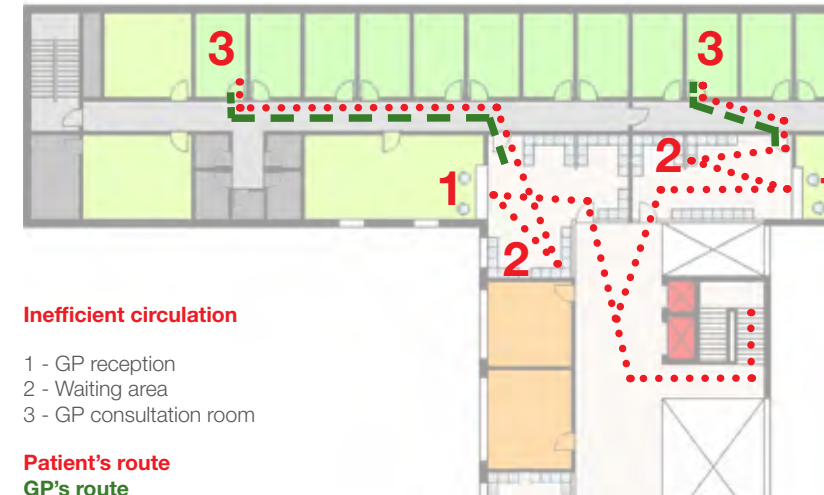 3
3
2
1
2
Inefficient circulation
1 - GP reception
2 - Waiting area
3 - GP consultation room
Patient's route
GP's route